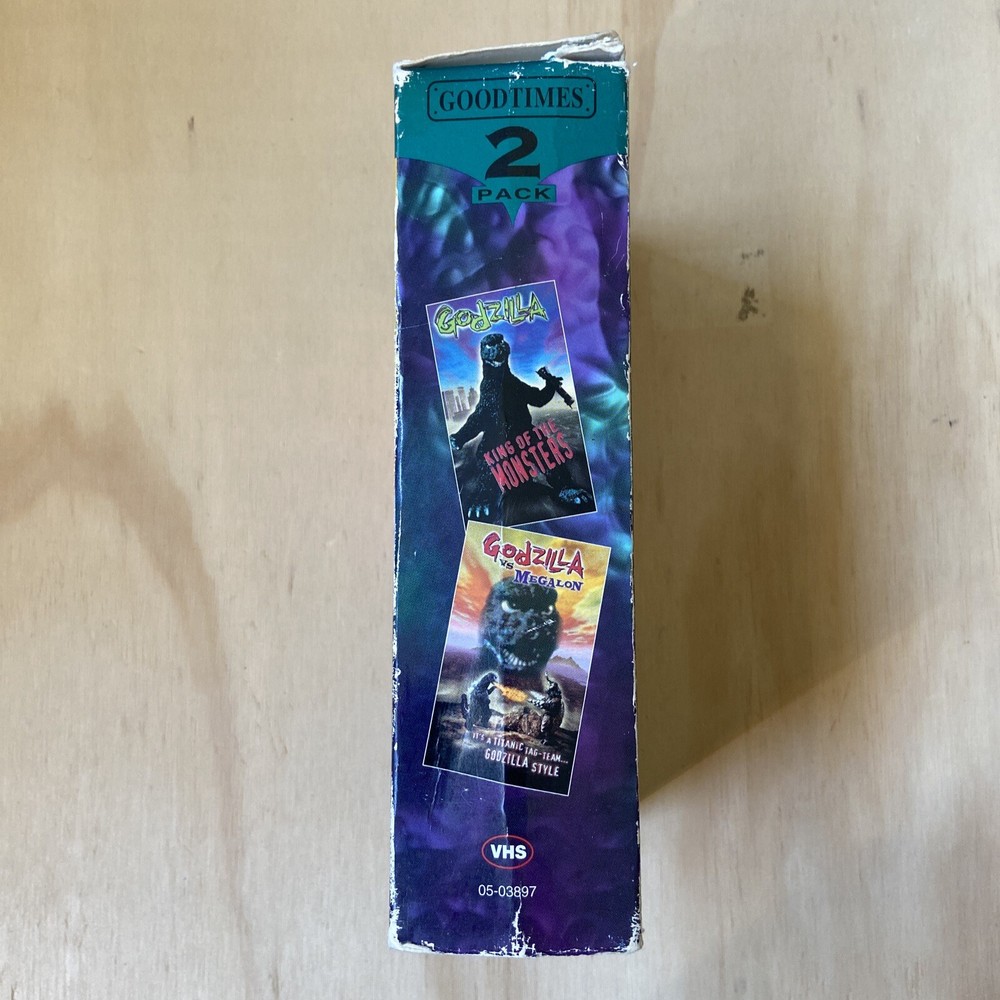 GOODTIMES
2
PACK
GODZILLA
KING OF THE
MONSTERS
GODZILLA
VS MEGALON
IT'S A TITANIC TAG-TEAM...
GODZILLA STYLE
VHS
05-03897